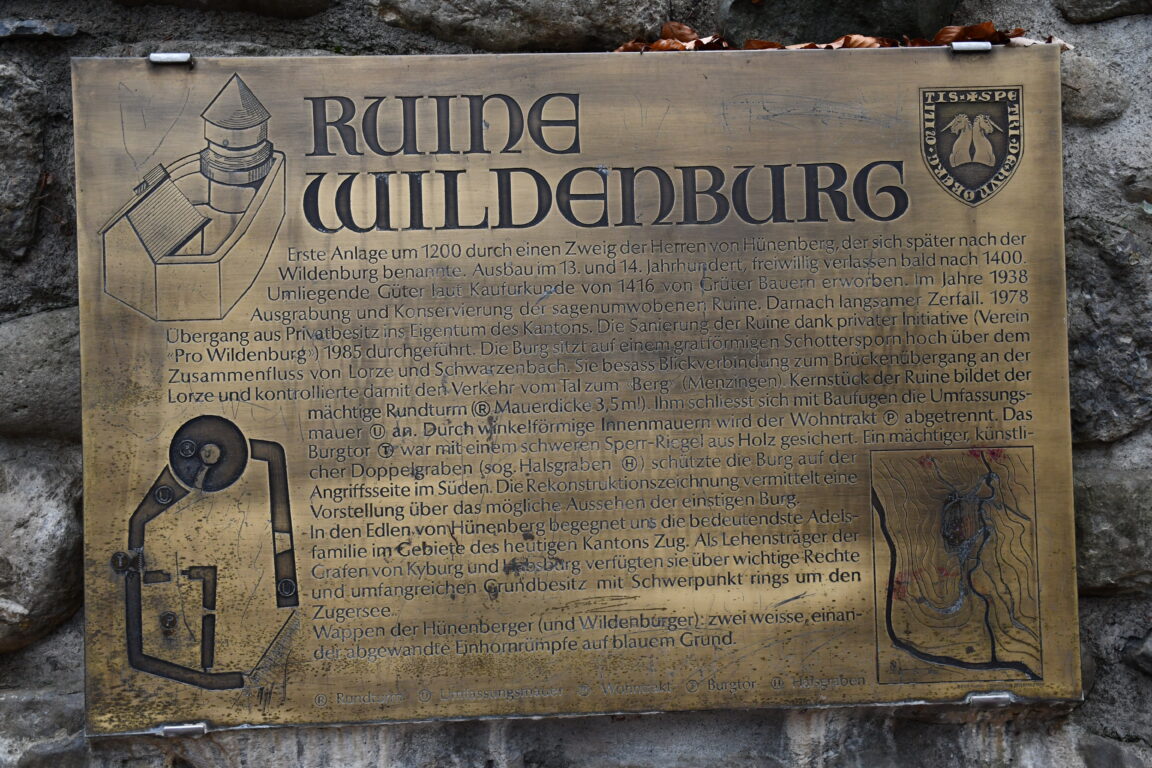 RUINE
WILDENBURG
Erste Anlage um 1200 durch einen Zweig der Herren von Hünenberg, der sich später nach der
Wildenburg benannte. Ausbau im 13. und 14. Jahrhundert, freiwillig verlassen bald nach 1400.
Umliegende Güter laut Kaufurkunde von 1416 von Grüter Bauern erworben. Im Jahre 1938
Ausgrabung und Konservierung der sagenumwobenen Ruine. Darnach langsamer Zerfall. 1978
Übergang aus Privatbesitz ins Eigentum des Kantons. Die Sanierung der Ruine dank privater Initiative (Verein
«Pro Wildenburg») 1985 durchgeführt. Die Burg sitzt auf einem gratförmigen Schottersporn hoch über dem
Zusammenfluss von Lorze und Schwarzenbach. Sie besass Blickverbindung zum Brückenübergang an der
Lorze und kontrollierte damit den Verkehr vom Tal zum «Berg» (Menzingen). Kernstück der Ruine bildet der
mächtige Rundturm (Ⓡ Mauerdicke 3,5 m!). Ihm schliesst sich mit Baufugen die Umfassungs-
mauer Ⓤ an. Durch winkelförmige Innenmauern wird der Wohntrakt Ⓟ abgetrennt. Das
Burgtor Ⓣ war mit einem schweren Sperr-Riegel aus Holz gesichert. Ein mächtiger, künstli-
cher Doppelgraben (sog. Halsgraben Ⓗ) schützte die Burg auf der
Angriffsseite im Süden. Die Rekonstruktionszeichnung vermittelt eine
Vorstellung über das mögliche Aussehen der einstigen Burg.
In den Edlen von Hünenberg begegnet uns die bedeutendste Adels-
familie im Gebiete des heutigen Kantons Zug. Als Lehensträger der
Grafen von Kyburg und Habsburg verfügten sie über wichtige Rechte
und umfangreichen Grundbesitz mit Schwerpunkt rings um den
Zugersee.
Wappen der Hünenberger (und Wildenburger): zwei weisse, einan-
der abgewandte Einhornrümpfe auf blauem Grund.
Ⓡ Rundturm Ⓤ Umfassungsmauer Wohntrakt Ⓣ Burgtor Ⓗ Halsgraben